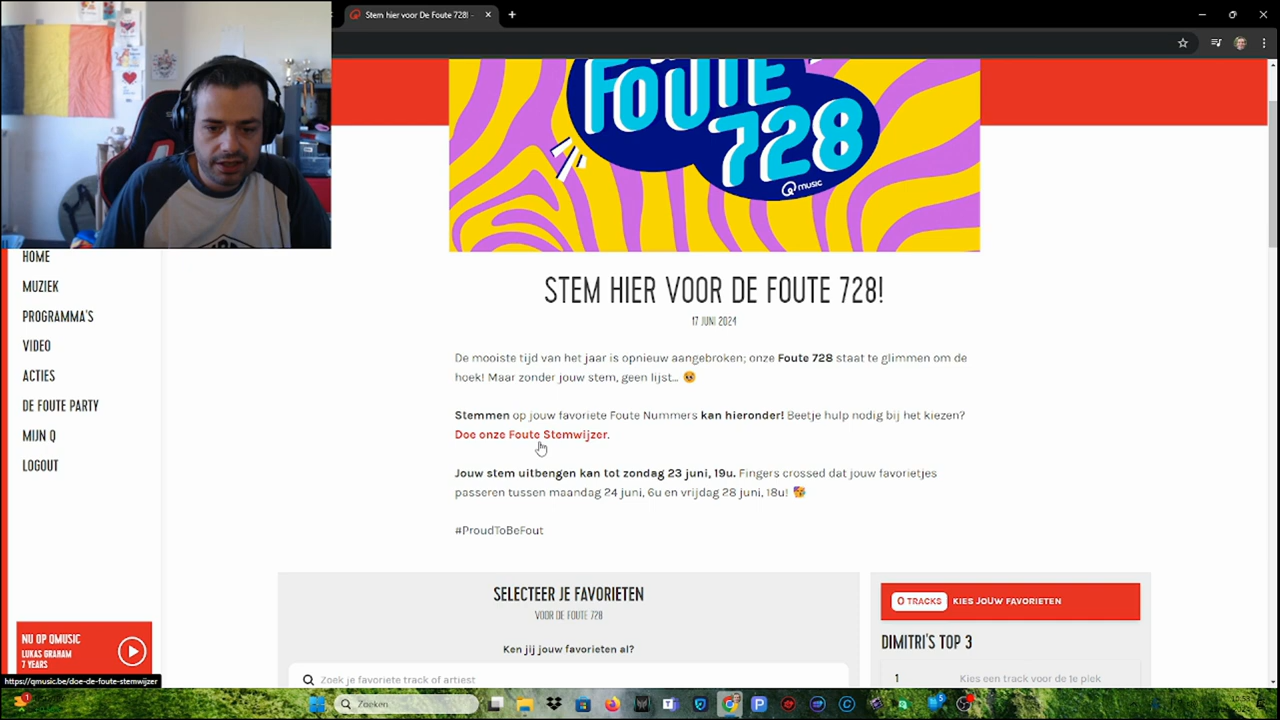 Stem hier voor De Foute 728! -
FOUTE
728
Q music
HOME
MUZIEK
PROGRAMMA'S
VIDEO
ACTIES
DE FOUTE PARTY
MIJN Q
LOGOUT
STEM HIER VOOR DE FOUTE 728!
17 JUNI 2024
De mooiste tijd van het jaar is opnieuw aangebroken; onze Foute 728 staat te glimmen om de
hoek! Maar zonder jouw stem, geen lijst... 🥺
Stemmen op jouw favoriete Foute Nummers kan hieronder! Beetje hulp nodig bij het kiezen?
Doe onze Foute Stemwijzer.
Jouw stem uitbengen kan tot zondag 23 juni, 19u. Fingers crossed dat jouw favorietjes
passeren tussen maandag 24 juni, 6u en vrijdag 28 juni, 18u! 🥳
#ProudToBeFout
SELECTEER JE FAVORIETEN
VOOR DE FOUTE 728
Ken jij jouw favorieten al?
Zoek je favoriete track of artiest
0 TRACKS KIES JOUW FAVORIETEN
DIMITRI'S TOP 3
1 Kies een track voor de 1e plek
NU OP QMUSIC
LUKAS GRAHAM
7 YEARS
https://qmusic.be/doe-de-foute-stemwijzer
Zoeken